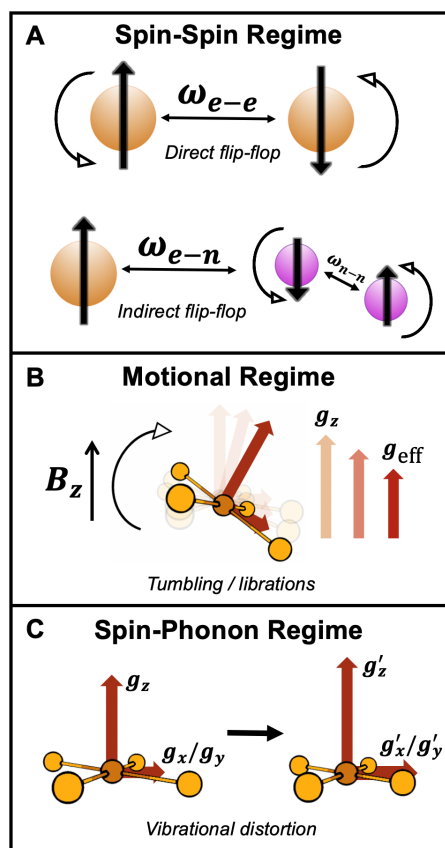 A Spin-Spin Regime
ωe−e
Direct flip-flop
ωe−n
ωn−n
Indirect flip-flop
B Motional Regime
Bz
gz
geff
Tumbling / librations
C Spin-Phonon Regime
gz
gx/gy
g′z
g′x/g′y
Vibrational distortion